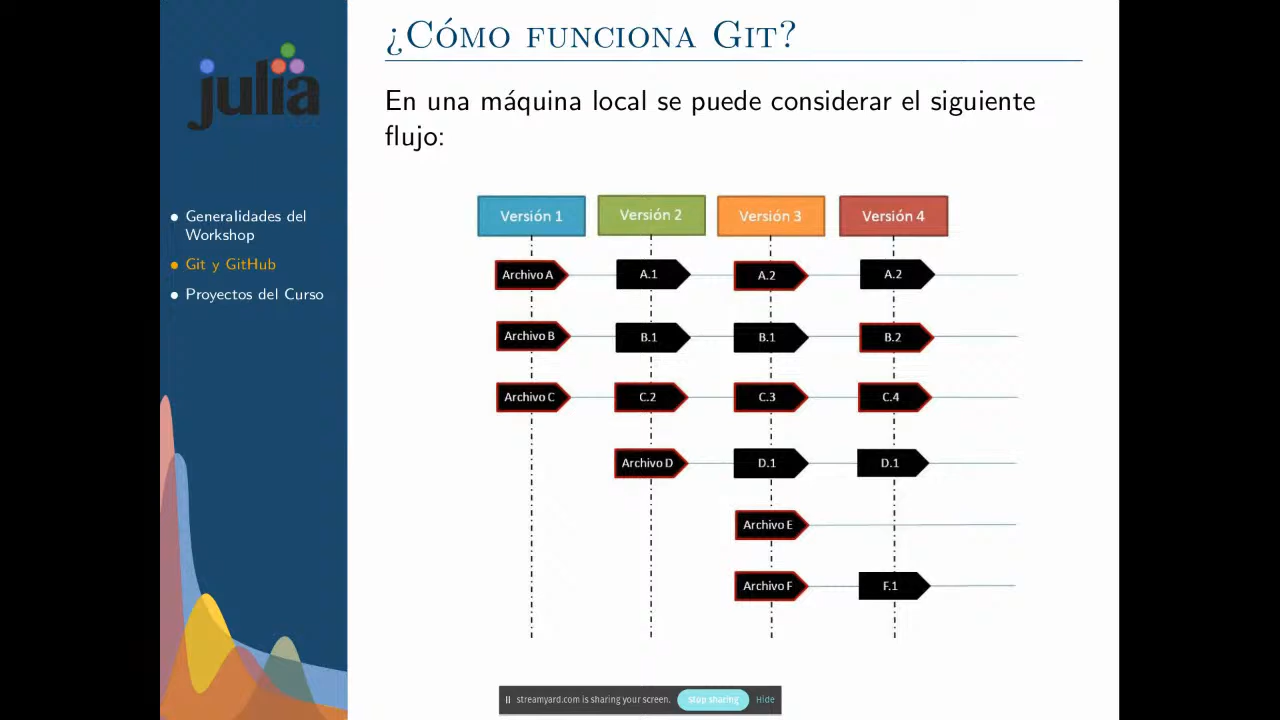 ¿Cómo funciona Git?
En una máquina local se puede considerar el siguiente
flujo:
julia
Generalidades del
Workshop
Git y GitHub
Proyectos del Curso
Versión 1 Versión 2 Versión 3 Versión 4
Archivo A A.1 A.2 A.2
Archivo B B.1 B.1 B.2
Archivo C C.2 C.3 C.4
Archivo D D.1 D.1
Archivo E
Archivo F F.1
streamyard.com is sharing your screen. Stop sharing Hide